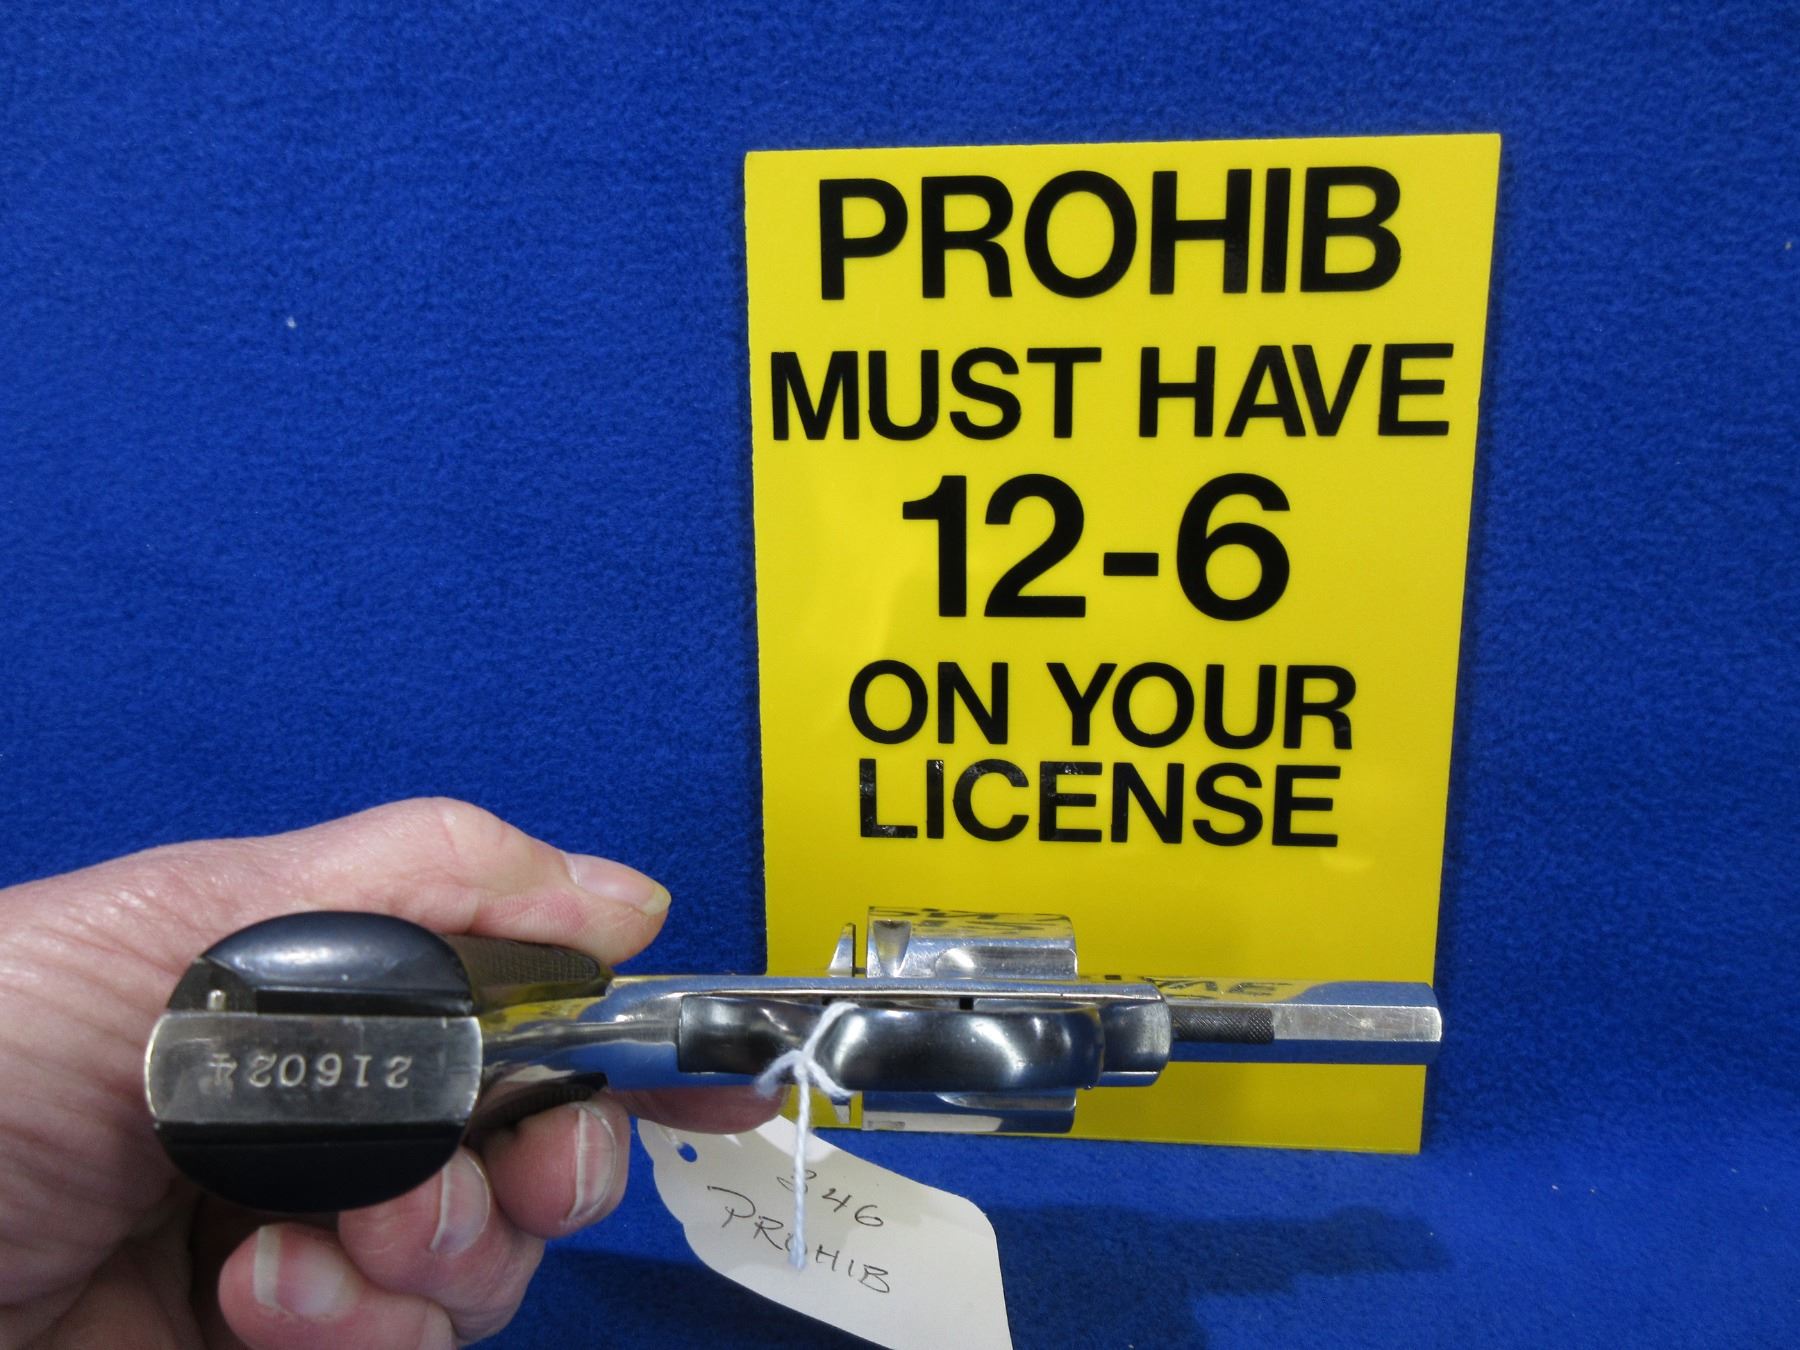 PROHIB
MUST HAVE
12-6
ON YOUR
LICENSE
216024
346
PROHIB